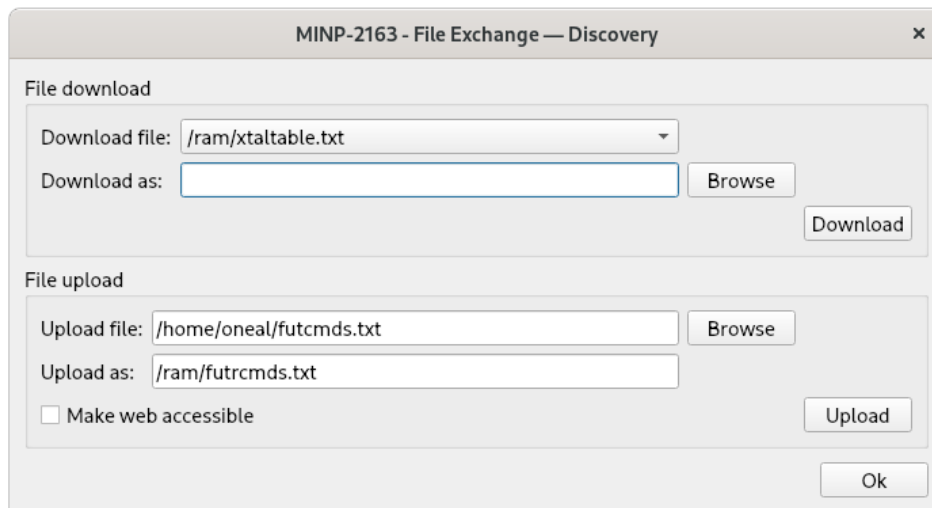 MINP-2163 - File Exchange — Discovery
File download
Download file: /ram/xtaltable.txt
Download as: Browse
Download
File upload
Upload file: /home/oneal/futcmds.txt Browse
Upload as: /ram/futrcmds.txt
Make web accessible Upload
Ok